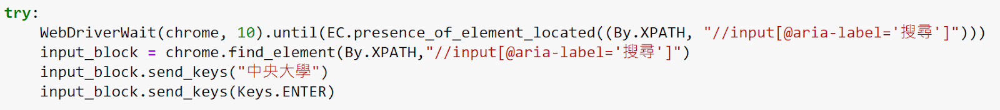 try:
    WebDriverWait(chrome, 10).until(EC.presence_of_element_located((By.XPATH, "//input[@aria-label='搜尋']")))
    input_block = chrome.find_element(By.XPATH,"//input[@aria-label='搜尋']")
    input_block.send_keys("中央大學")
    input_block.send_keys(Keys.ENTER)